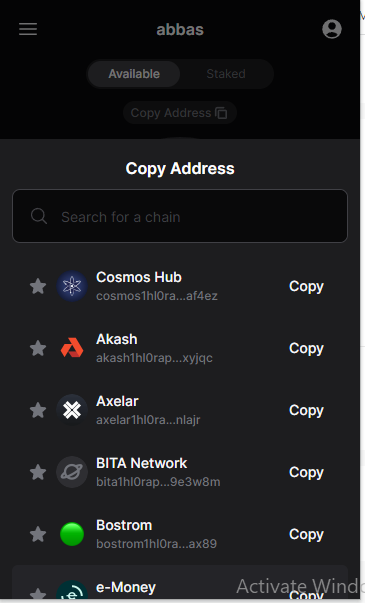 abbas
Available
Staked
Copy Address
Copy Address
Search for a chain
Cosmos Hub
cosmos1hl0ra...af4ez
Copy
Akash
akash1hl0rap...xyjqc
Copy
Axelar
axelar1hl0ra...nlajr
Copy
BITA Network
bita1hl0rap...9e3w8m
Copy
Bostrom
bostrom1hl0ra...ax89
Copy
e-Money
Copy
Activate Wind